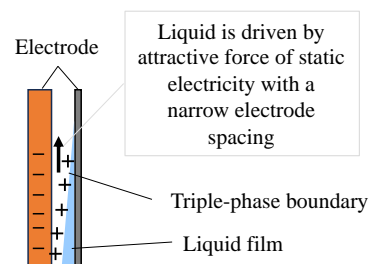 Liquid is driven by
attractive force of static
electricity with a
narrow electrode
spacing
Electrode
Triple-phase boundary
Liquid film
− + − + − + − + − + −